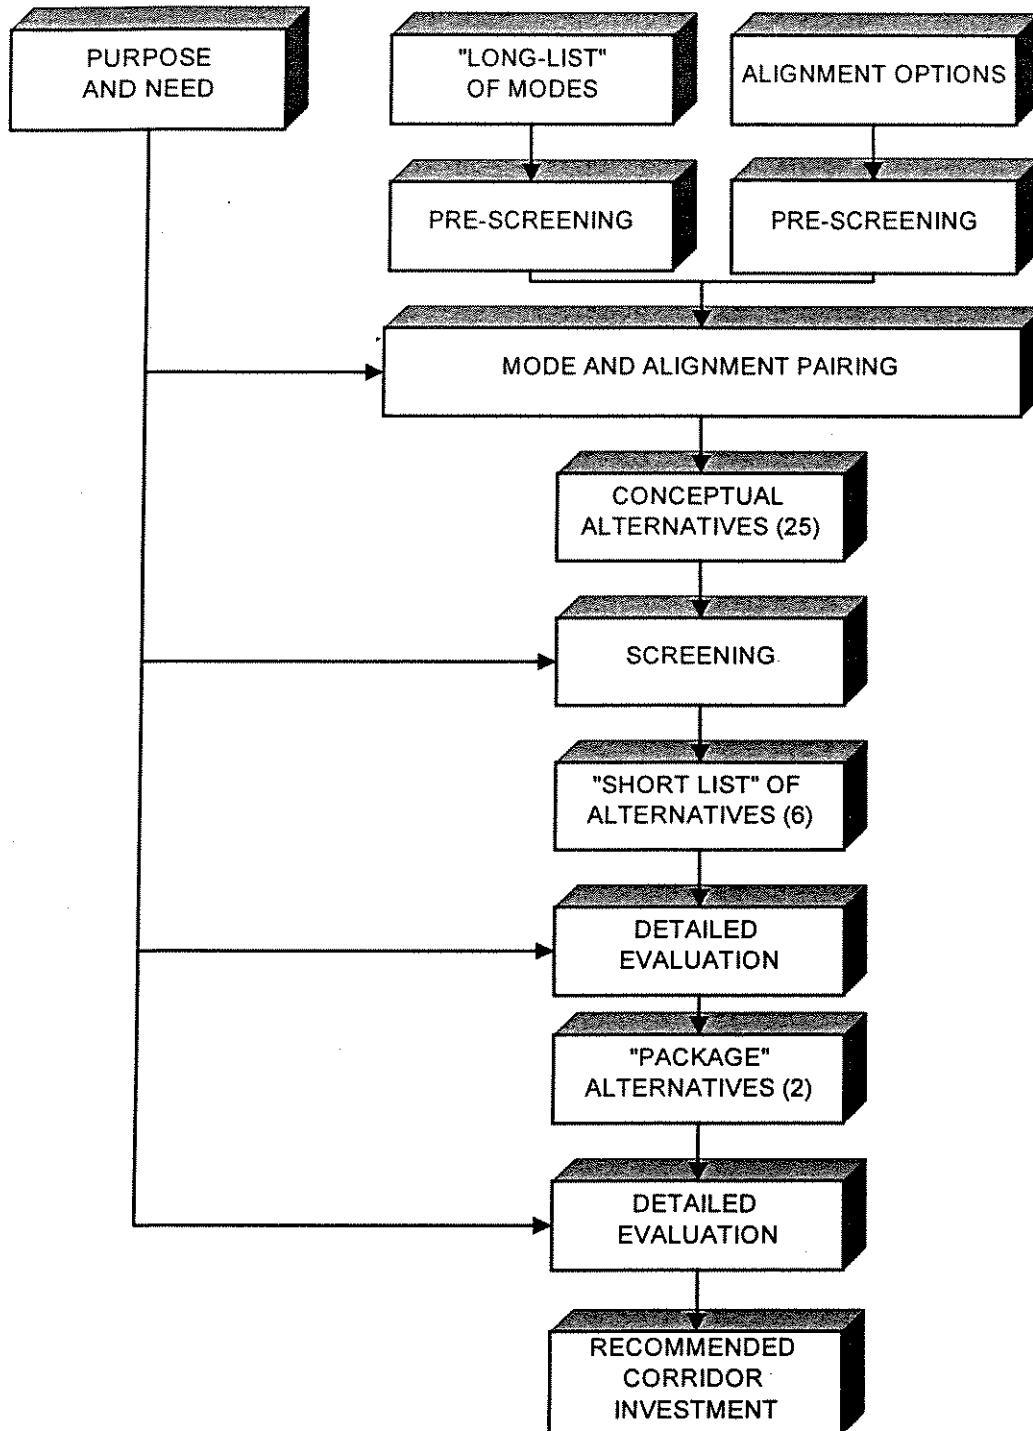 PURPOSE
AND NEED
"LONG-LIST"
OF MODES
ALIGNMENT OPTIONS
PRE-SCREENING
PRE-SCREENING
MODE AND ALIGNMENT PAIRING
CONCEPTUAL
ALTERNATIVES (25)
SCREENING
"SHORT LIST" OF
ALTERNATIVES (6)
DETAILED
EVALUATION
"PACKAGE"
ALTERNATIVES (2)
DETAILED
EVALUATION
RECOMMENDED
CORRIDOR
INVESTMENT